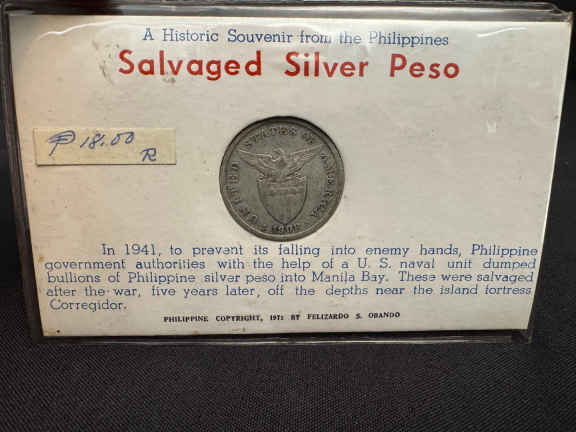 A Historic Souvenir from the Philippines
Salvaged Silver Peso
₱ 18.00
R
UNITED STATES OF AMERICA
1908
In 1941, to prevent its falling into enemy hands, Philippine
government authorities with the help of a U. S. naval unit dumped
bullions of Philippine silver peso into Manila Bay. These were salvaged
after the war, five years later, off the depths near the island fortress
Corregidor.
PHILIPPINE COPYRIGHT, 1971 BY FELIZARDO S. OBANDO